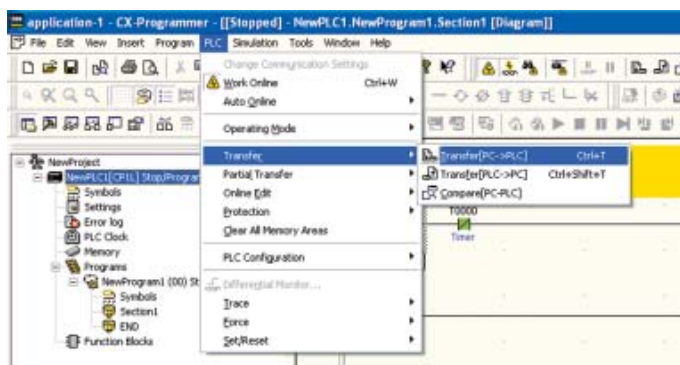 application-1 - CX-Programmer - [[Stopped] - NewPLC1.NewProgram1.Section1 [Diagram]]
File Edit View Insert Program PLC Simulation Tools Window Help
Change Communication Settings
Work Online Ctrl+W
Auto Online
Operating Mode
Transfer
Transfer[PC->PLC] Ctrl+T
Partial Transfer
Transfer[PLC->PC] Ctrl+Shift+T
Online Edit
Compare[PC-PLC]
Protection
Clear All Memory Areas
PLC Configuration
Differential Monitor...
Trace
Force
Set/Reset
NewProject
NewPLC1[CP1L] Stop/Program
Symbols
Settings
Error log
PLC Clock
Memory
Programs
NewProgram1 (00) St
Symbols
Section1
END
Function Blocks
T0000
Timer